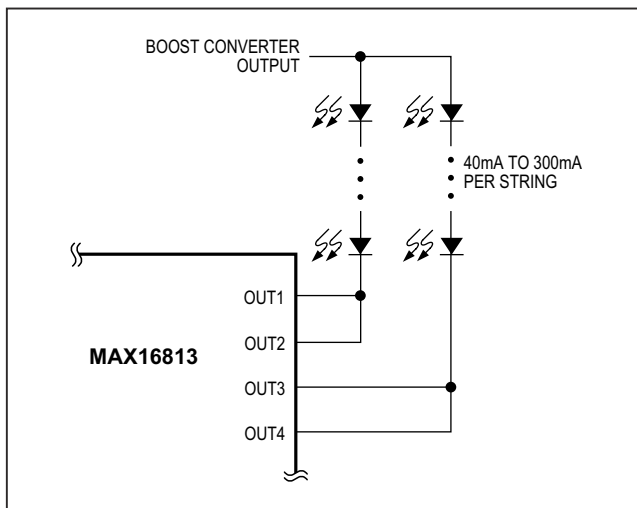 BOOST CONVERTER
OUTPUT
40mA TO 300mA
PER STRING
OUT1
OUT2
MAX16813
OUT3
OUT4